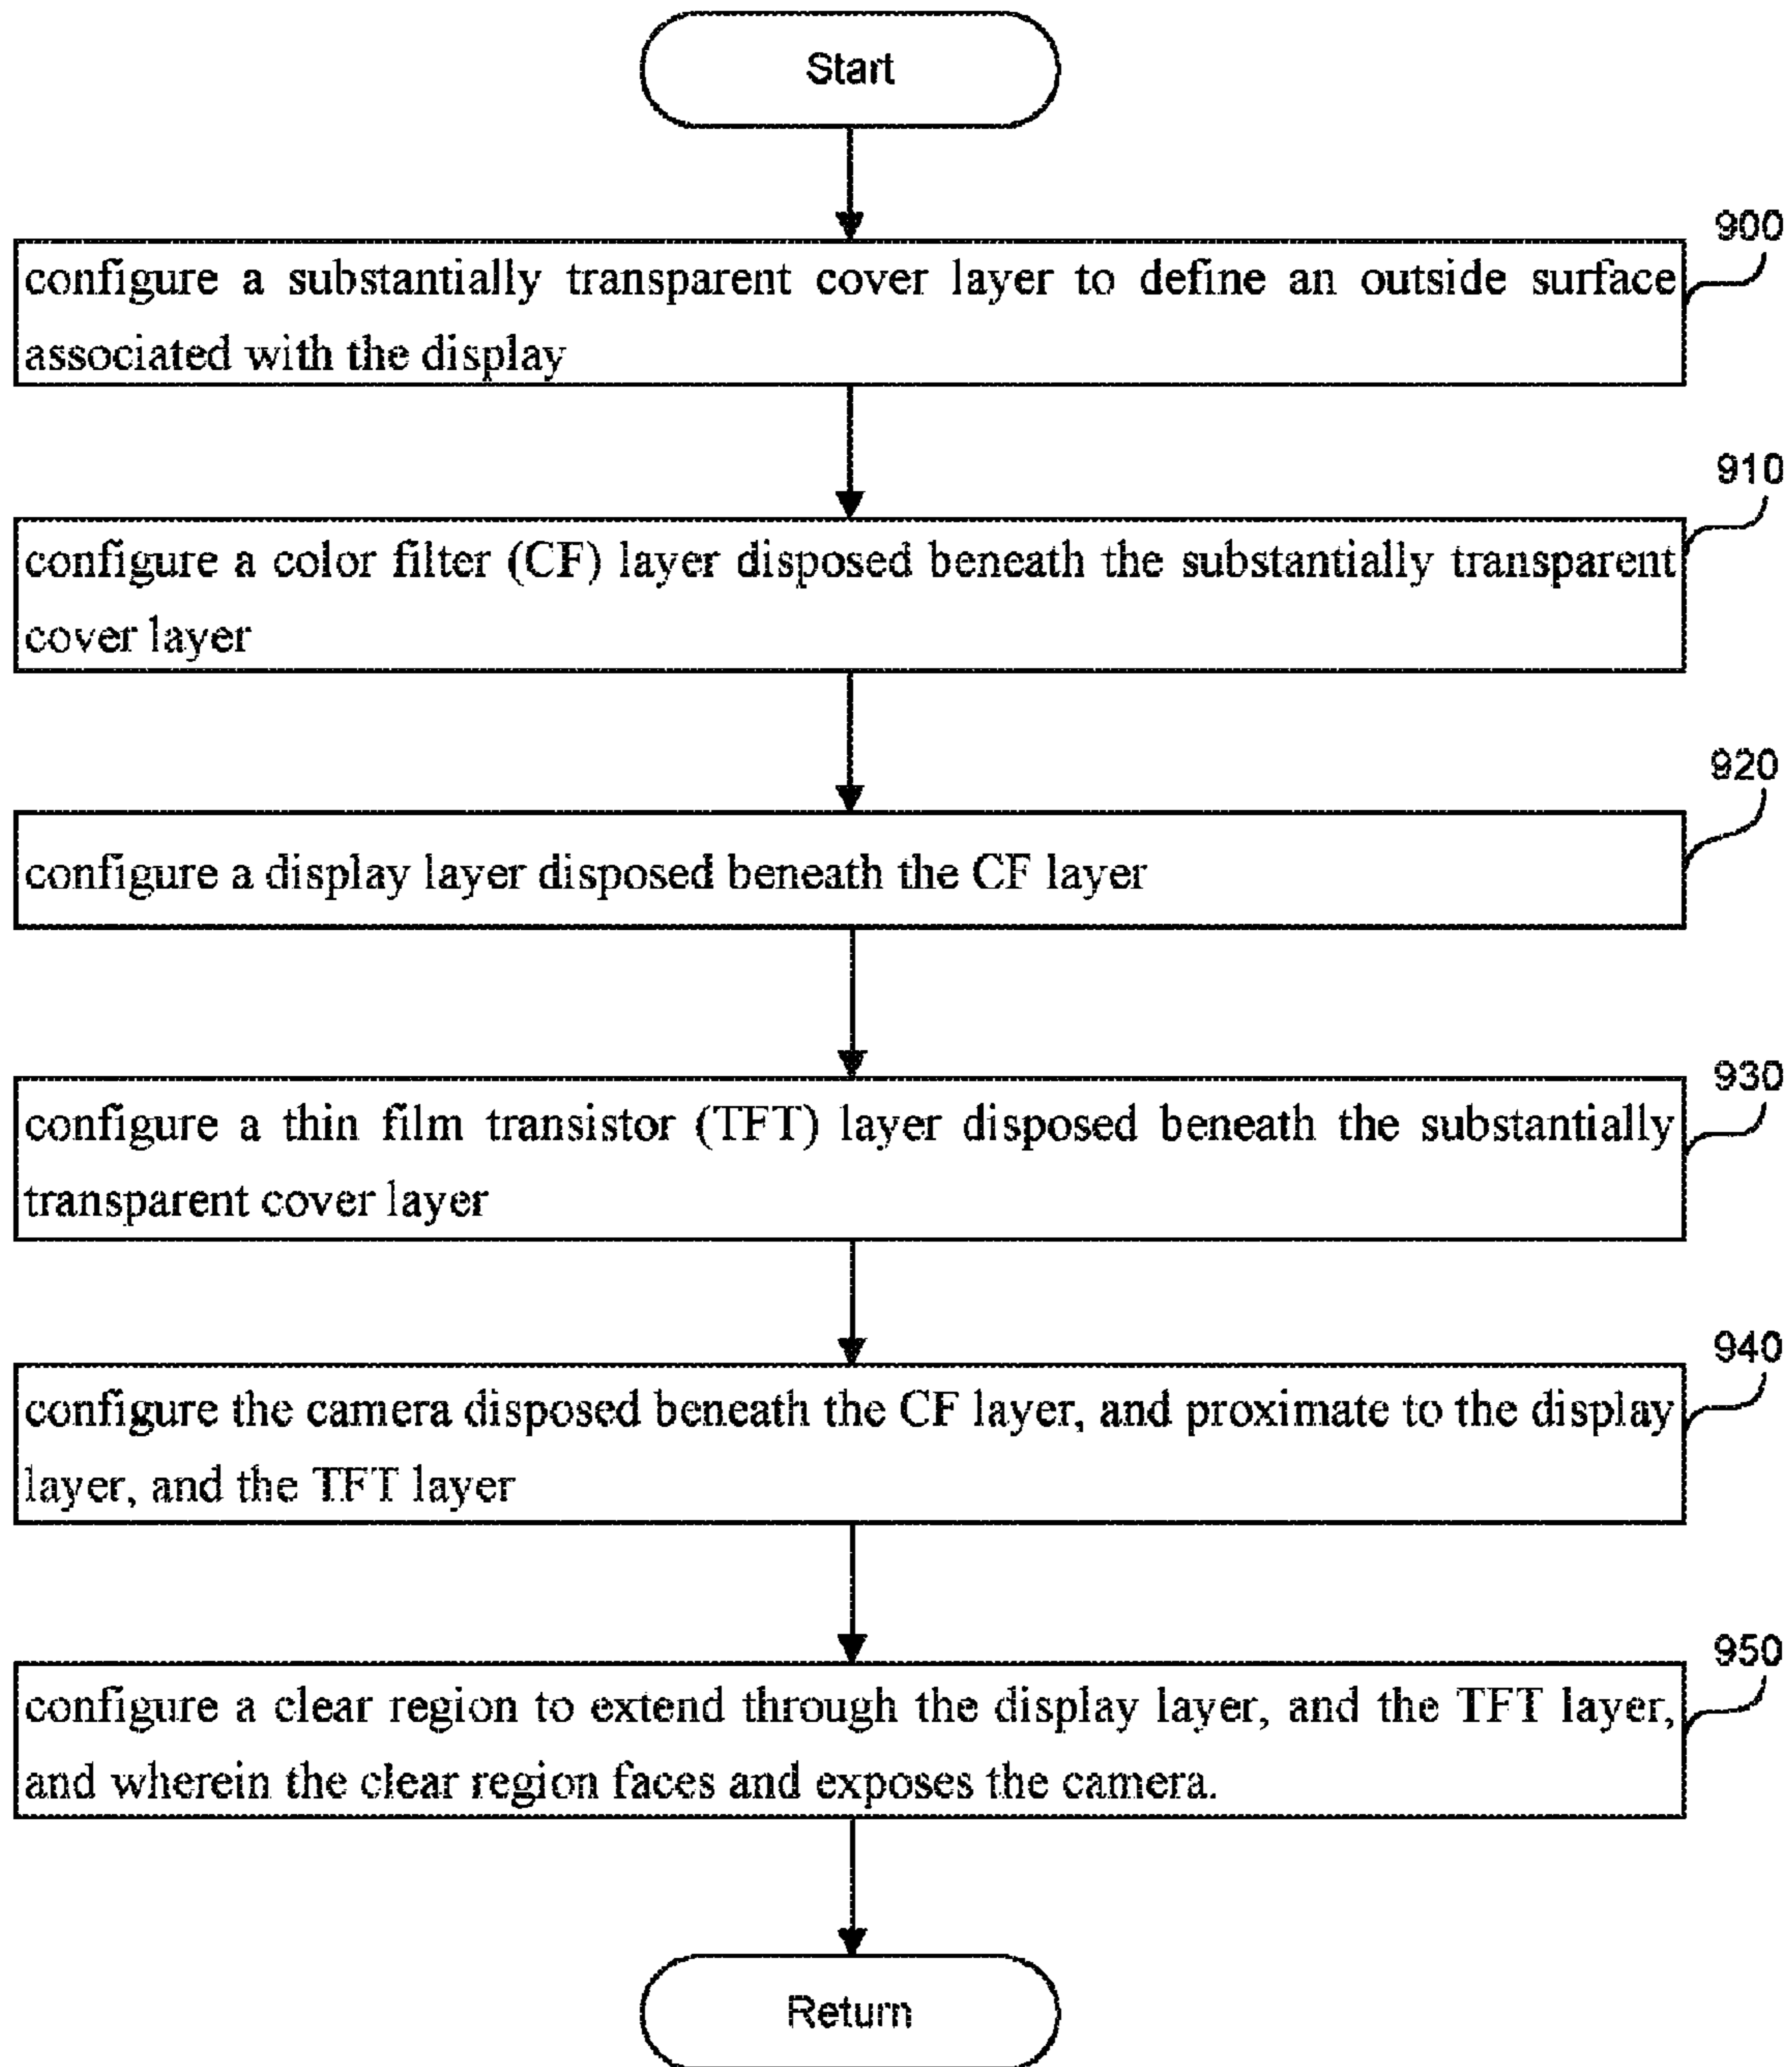 Start
900
configure a substantially transparent cover layer to define an outside surface
associated with the display
910
configure a color filter (CF) layer disposed beneath the substantially transparent
cover layer
920
configure a display layer disposed beneath the CF layer
930
configure a thin film transistor (TFT) layer disposed beneath the substantially
transparent cover layer
940
configure the camera disposed beneath the CF layer, and proximate to the display
layer, and the TFT layer
950
configure a clear region to extend through the display layer, and the TFT layer,
and wherein the clear region faces and exposes the camera.
Return